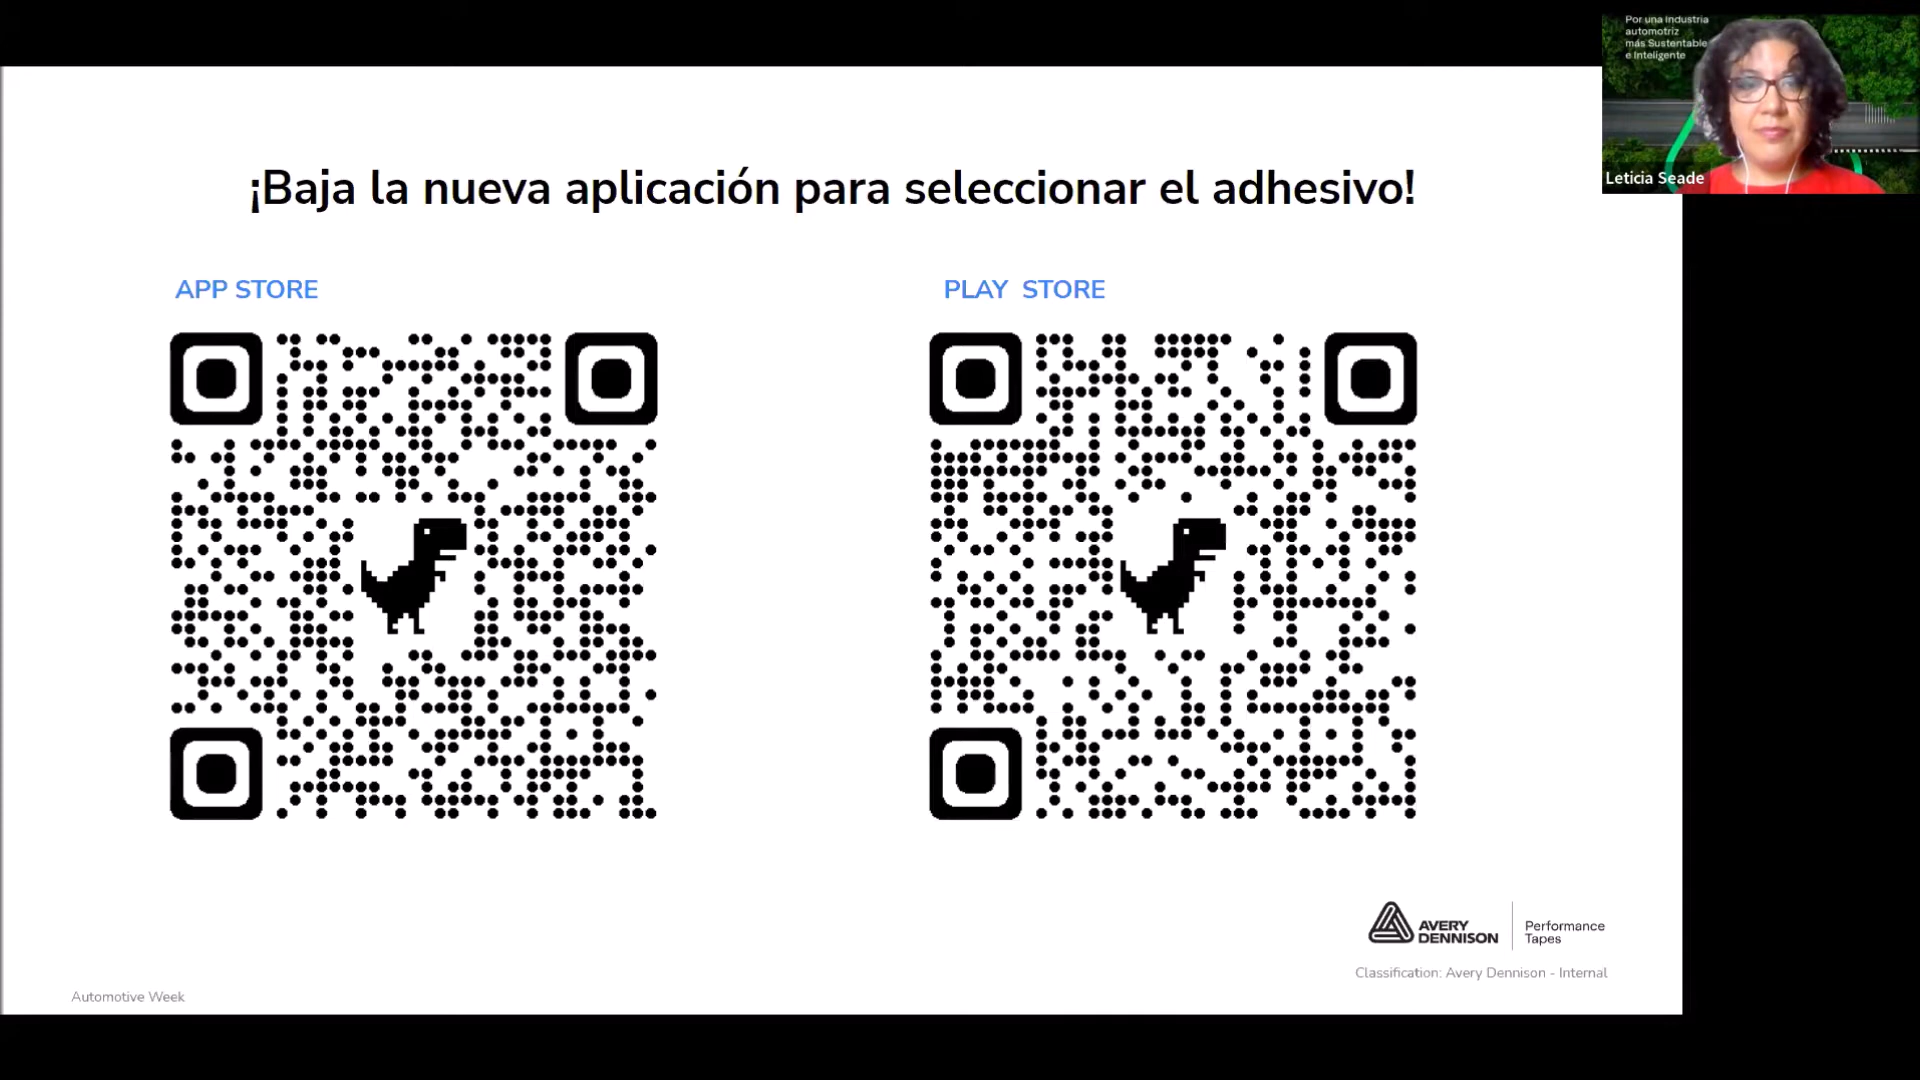 Por una Industria
automotriz
más Sustentable
e Inteligente
Leticia Seade
¡Baja la nueva aplicación para seleccionar el adhesivo!
APP STORE
PLAY STORE
AVERY
DENNISON
Performance
Tapes
Classification: Avery Dennison - Internal
Automotive Week